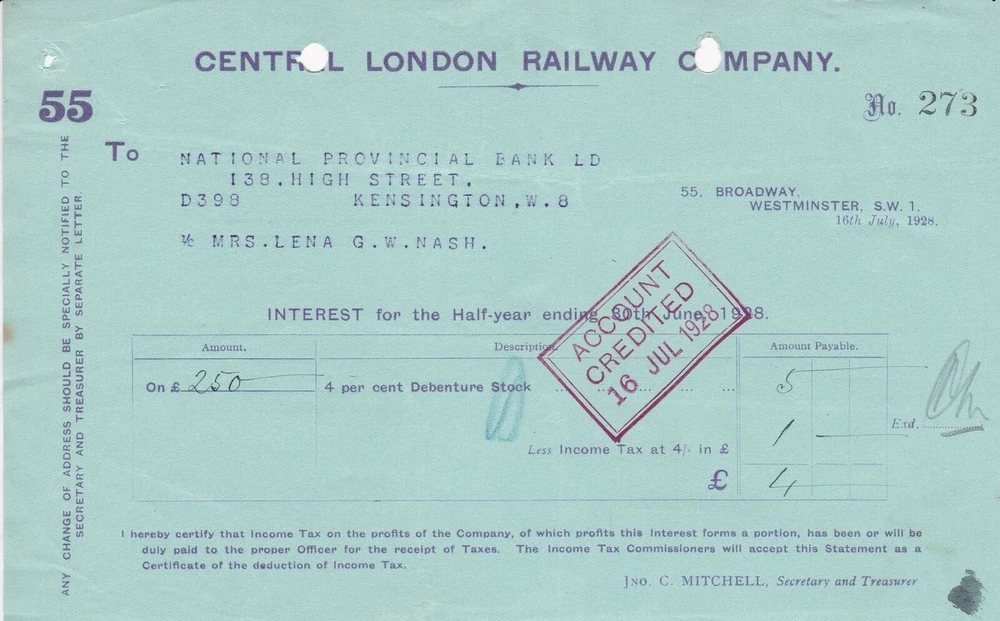 CENTRAL LONDON RAILWAY COMPANY.
55
No. 273
To
NATIONAL PROVINCIAL BANK LD
138, HIGH STREET,
D398 KENSINGTON, W.8
A/C MRS. LENA G.W. NASH.
55, BROADWAY,
WESTMINSTER, S.W. 1.
16th July, 1928.
INTEREST for the Half-year ending 30th June, 1928.
ACCOUNT
CREDITED
16 JUL 1928
Amount. Description. Amount Payable.
On £ 250 4 per cent Debenture Stock ... ... 5
Exd.
Less Income Tax at 4/- in £ 1
£ 4
I hereby certify that Income Tax on the profits of the Company, of which profits this Interest forms a portion, has been or will be
duly paid to the proper Officer for the receipt of Taxes. The Income Tax Commissioners will accept this Statement as a
Certificate of the deduction of Income Tax.
JNO. C. MITCHELL, Secretary and Treasurer
ANY CHANGE OF ADDRESS SHOULD BE SPECIALLY NOTIFIED TO THE
SECRETARY AND TREASURER BY SEPARATE LETTER.